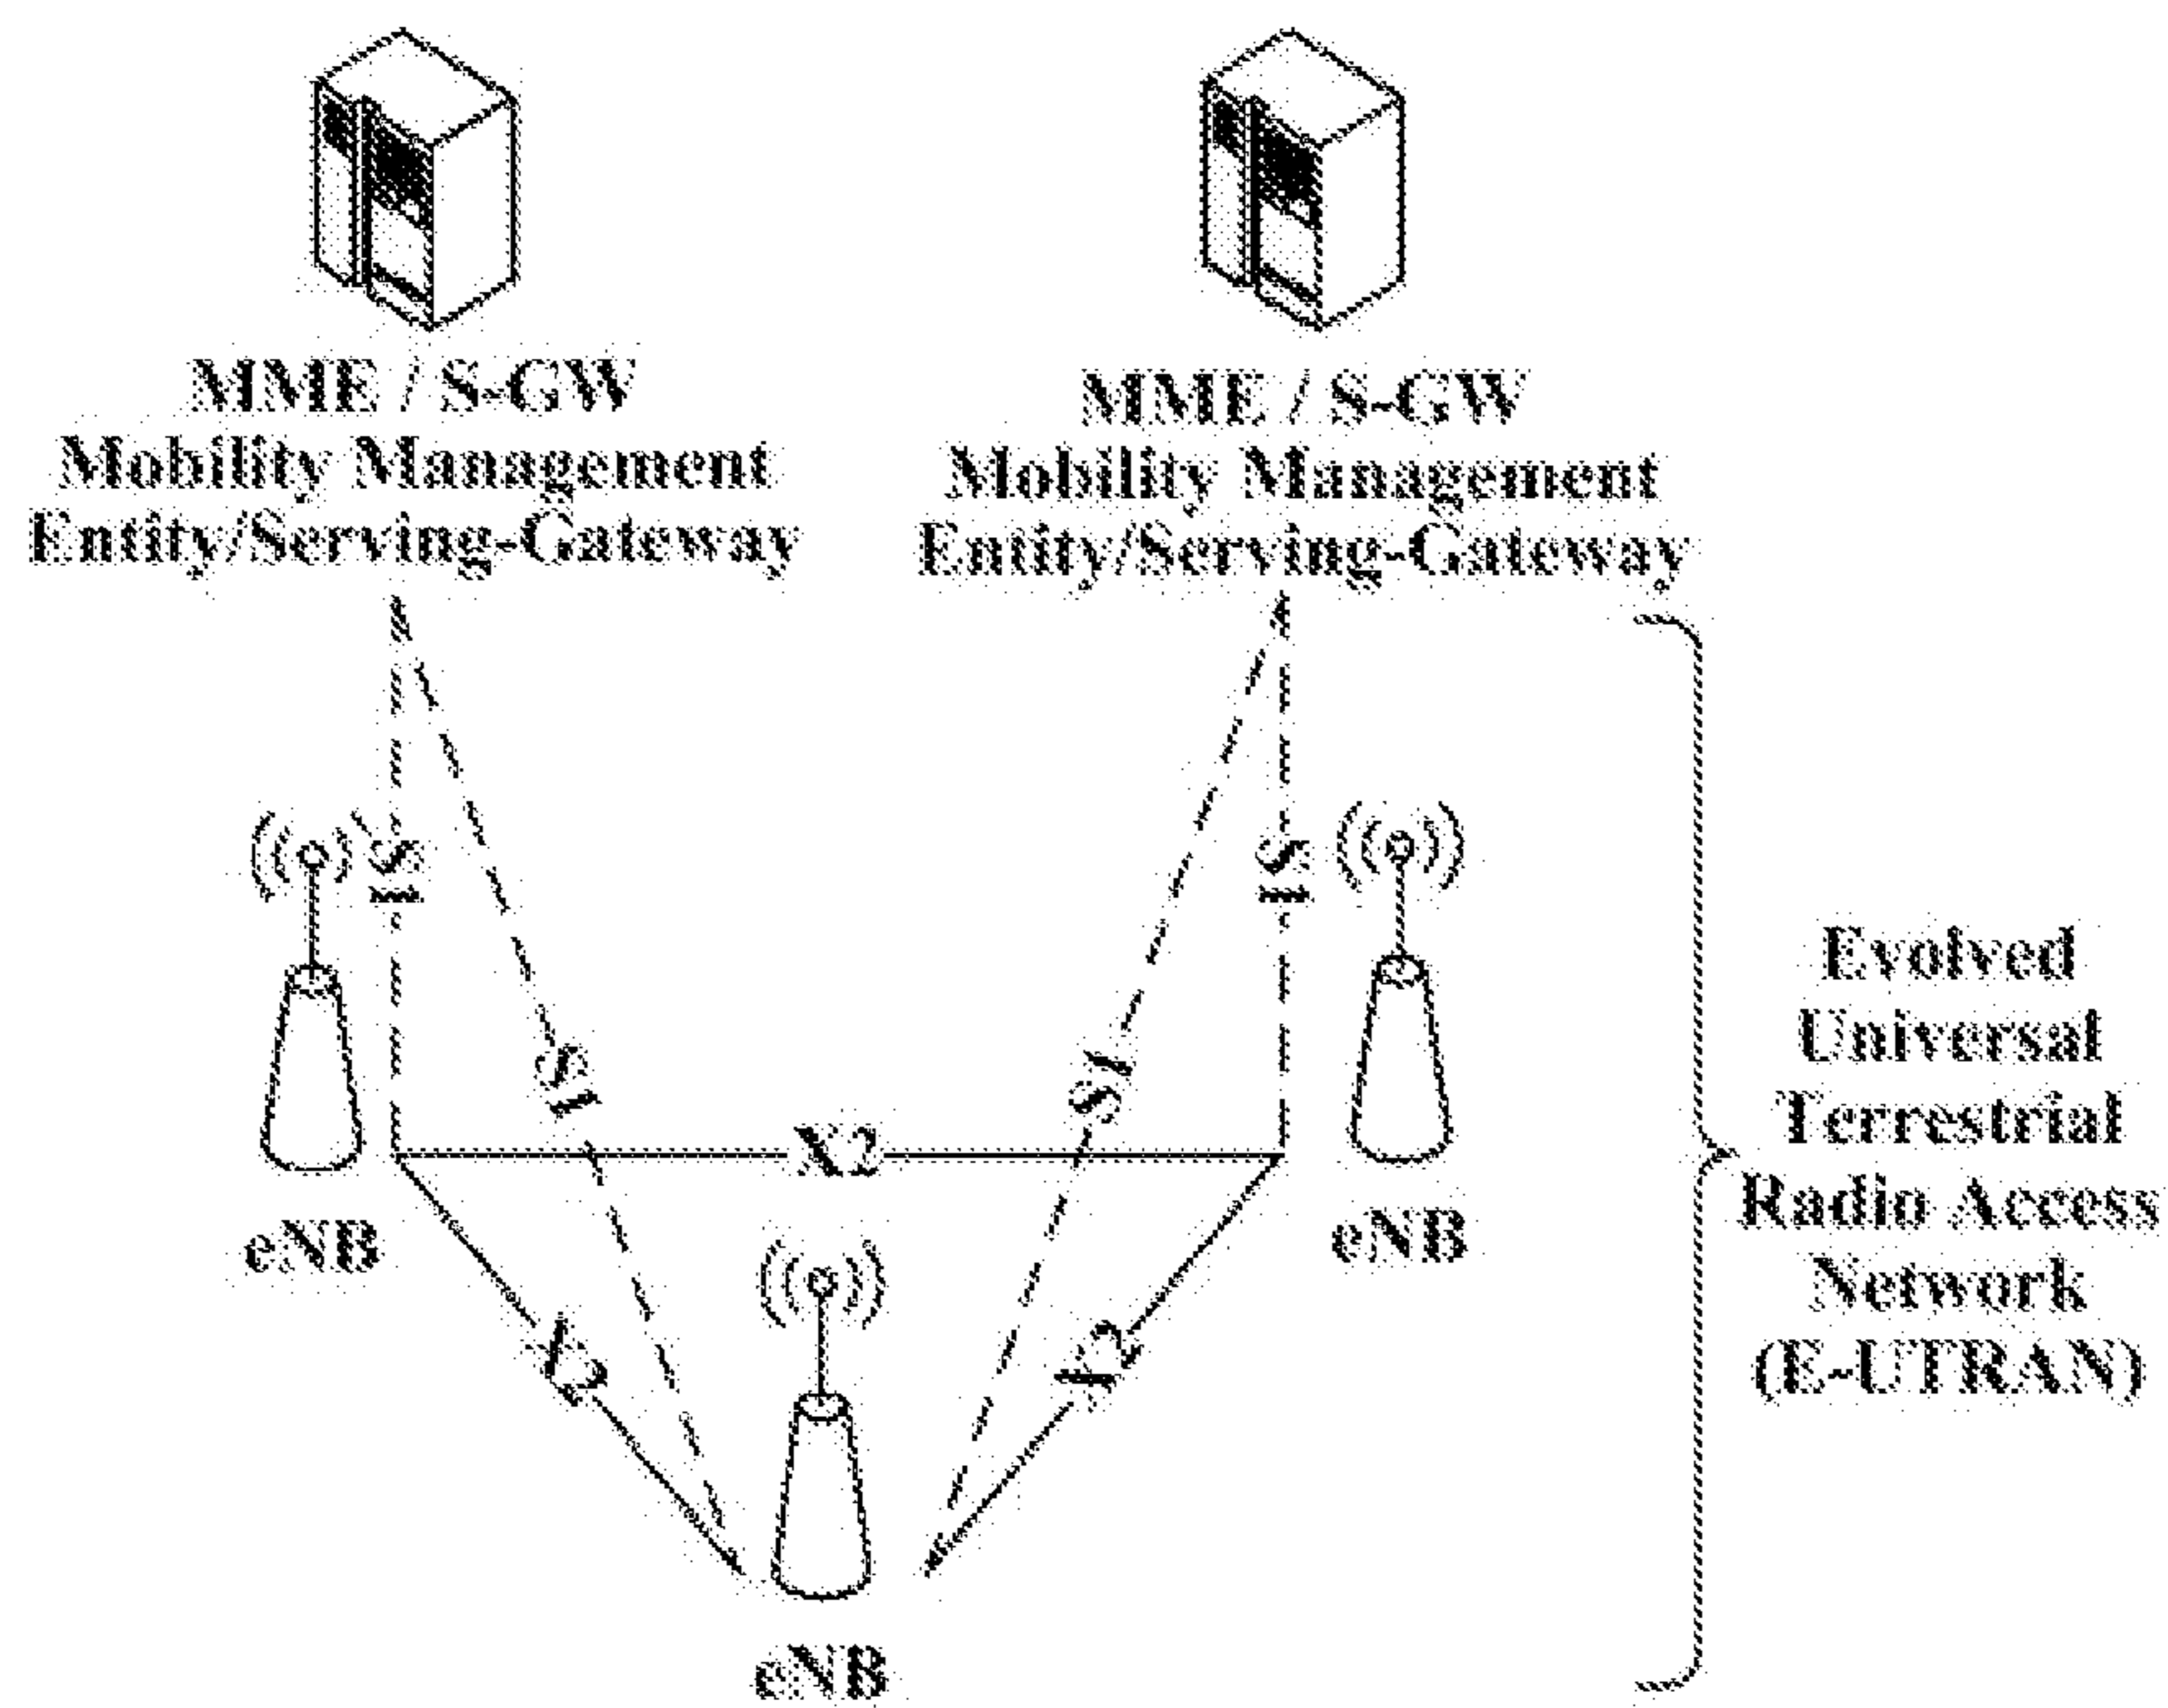 MME / S-GW
Mobility Management
Entity/Serving-Gateway
MME / S-GW
Mobility Management
Entity/Serving-Gateway
S1
S1
S1
S1
X2
eNB
eNB
X2
X2
eNB
Evolved
Universal
Terrestrial
Radio Access
Network
(E-UTRAN)